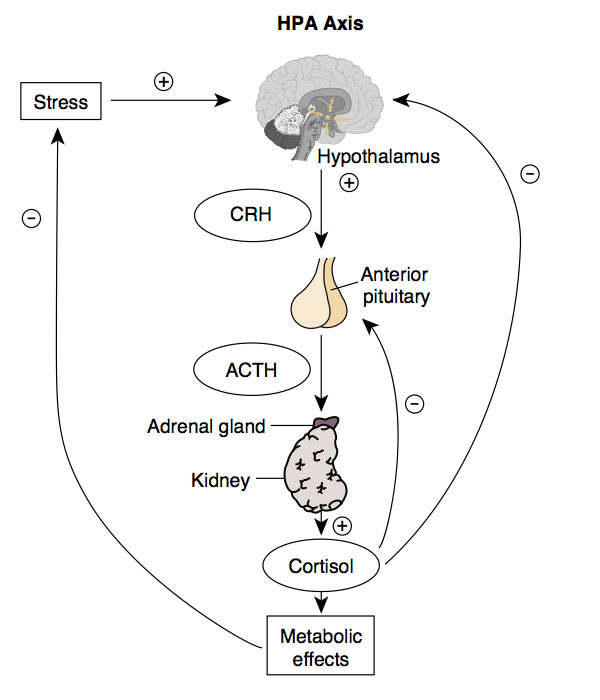 HPA Axis
+
Stress
Hypothalamus
−
+
−
CRH
Anterior
pituitary
ACTH
−
Adrenal gland
Kidney
+
Cortisol
Metabolic
effects